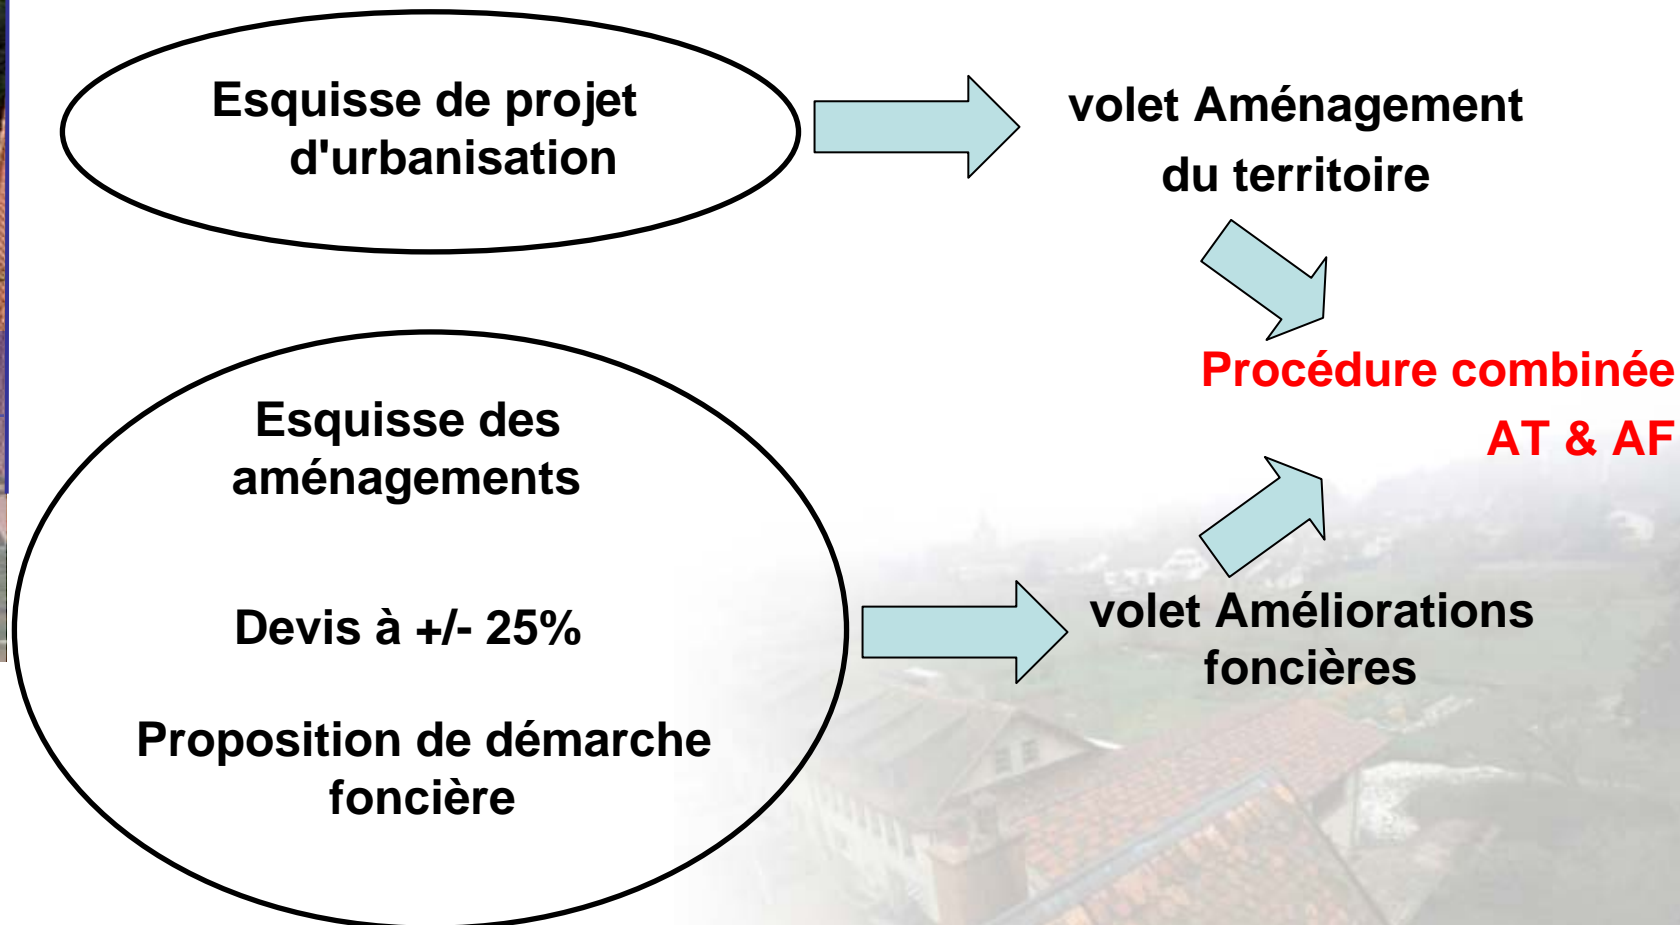 Esquisse de projet
d'urbanisation
volet Aménagement
du territoire
Procédure combinée
AT & AF
Esquisse des
aménagements
Devis à +/- 25%
Proposition de démarche
foncière
volet Améliorations
foncières